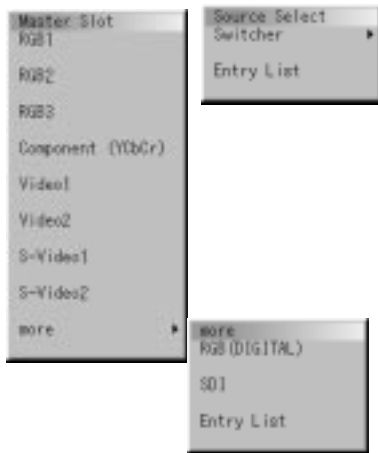 Master Slot
RGB1
RGB2
RGB3
Component (YCbCr)
Video1
Video2
S-Video1
S-Video2
more
Source Select
Switcher
Entry List
more
RGB(DIGITAL)
SDI
Entry List